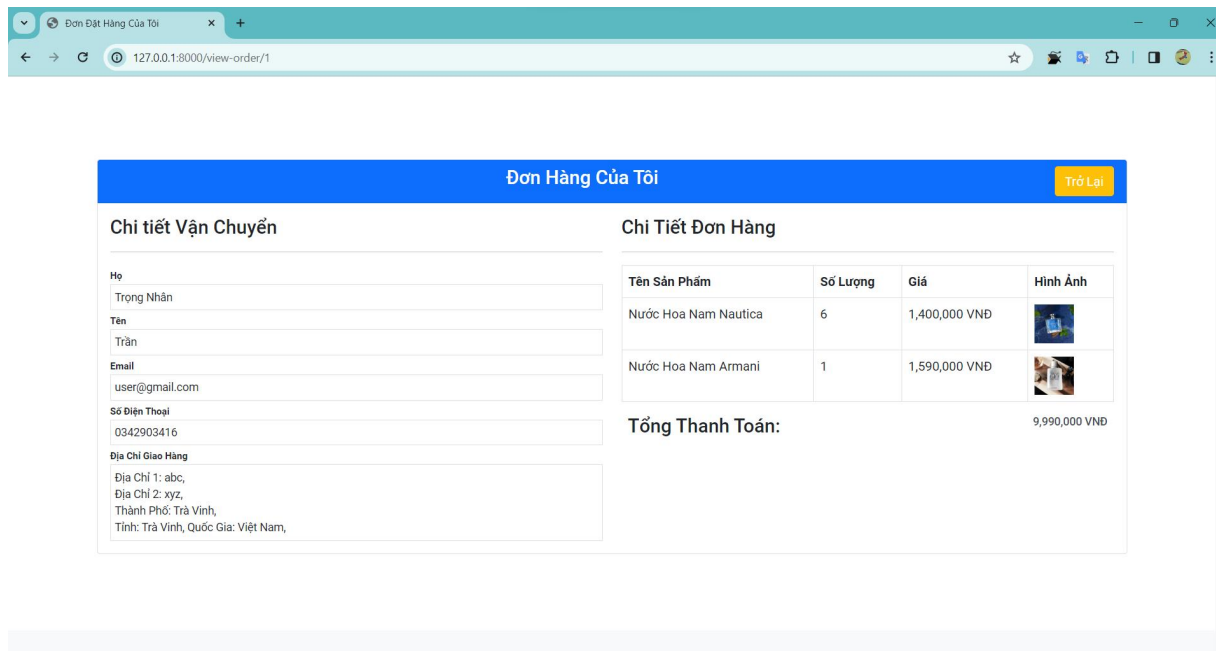 Đơn Đặt Hàng Của Tôi
127.0.0.1:8000/view-order/1
Đơn Hàng Của Tôi
Trở Lại
Chi tiết Vận Chuyển
Họ
Trọng Nhân
Tên
Trần
Email
user@gmail.com
Số Điện Thoại
0342903416
Địa Chỉ Giao Hàng
Địa Chỉ 1: abc,
Địa Chỉ 2: xyz,
Thành Phố: Trà Vinh,
Tỉnh: Trà Vinh, Quốc Gia: Việt Nam,
Chi Tiết Đơn Hàng
Tên Sản Phẩm Số Lượng Giá Hình Ảnh
Nước Hoa Nam Nautica 6 1,400,000 VNĐ
Nước Hoa Nam Armani 1 1,590,000 VNĐ
Tổng Thanh Toán: 9,990,000 VNĐ